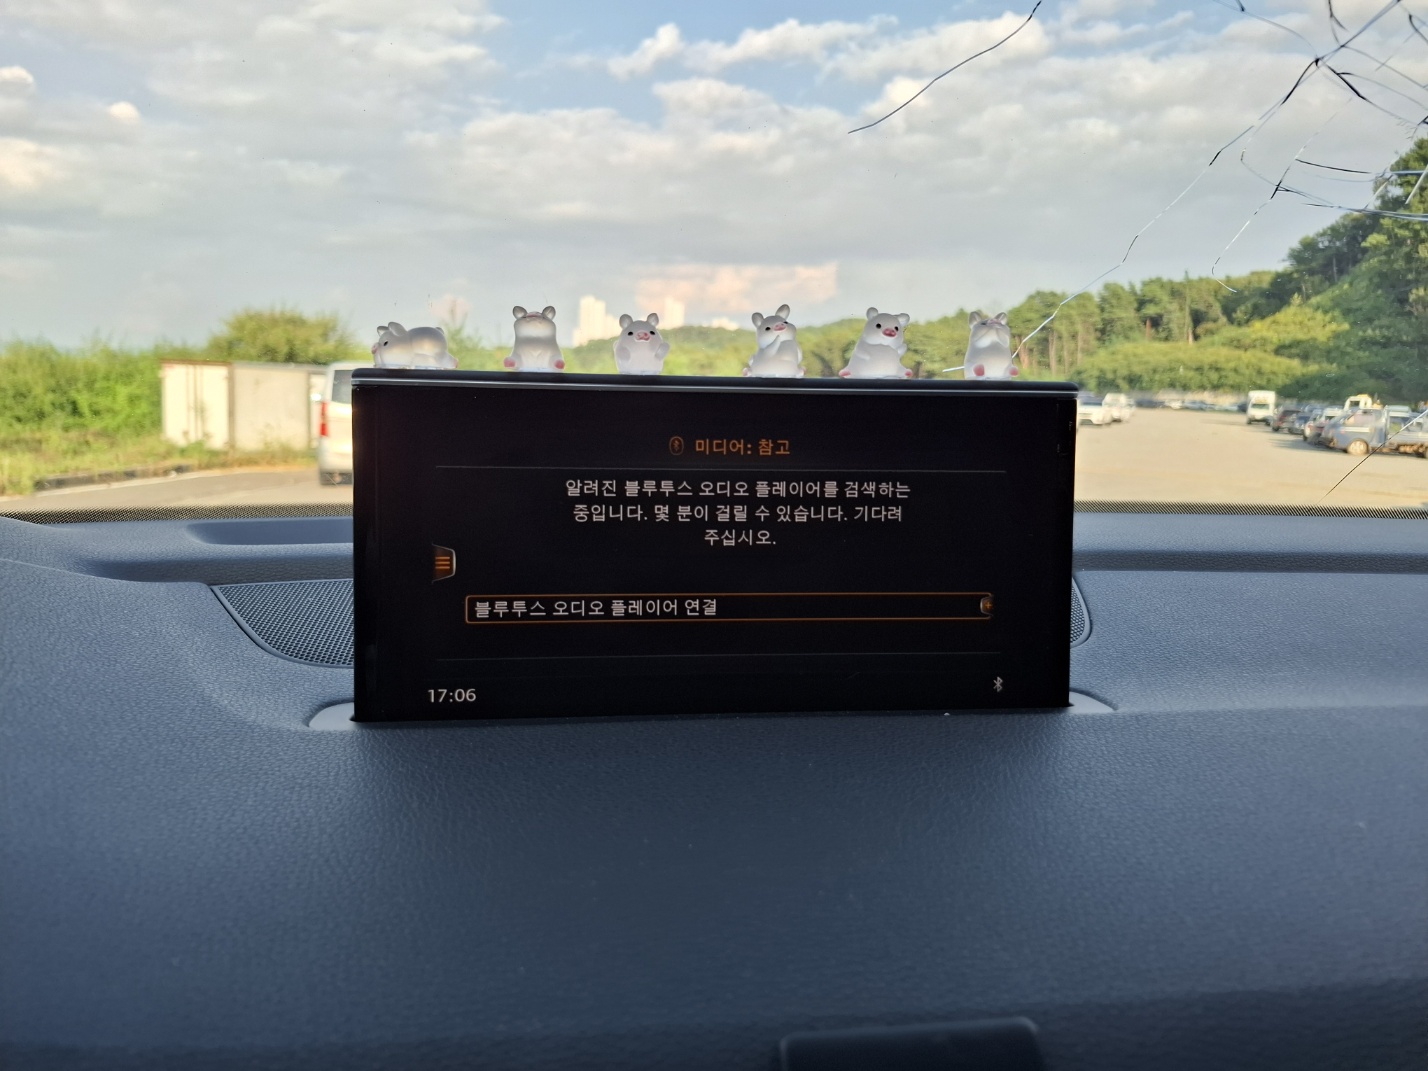 미디어: 참고
알려진 블루투스 오디오 플레이어를 검색하는
중입니다. 몇 분이 걸릴 수 있습니다. 기다려
주십시오.
블루투스 오디오 플레이어 연결
17:06